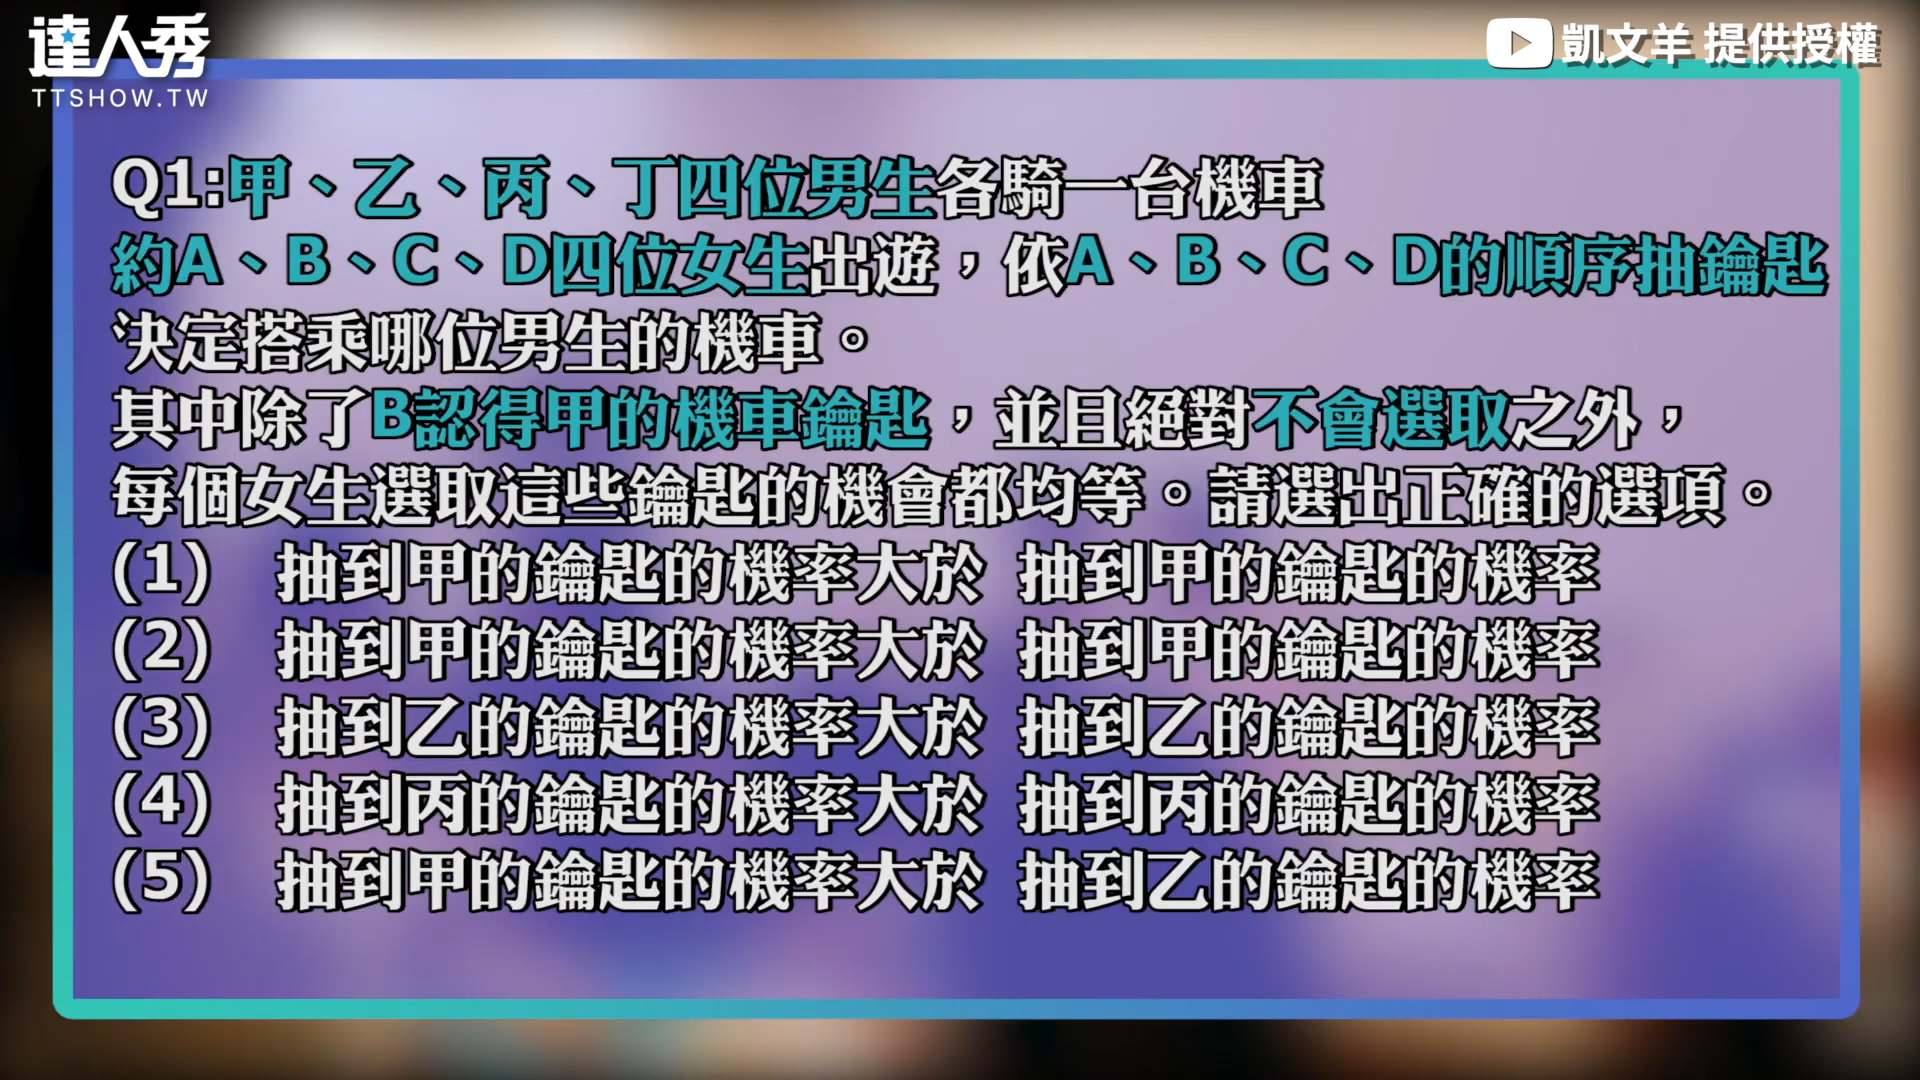 達人秀
TTSHOW.TW
凱文羊 提供授權
Q1:甲、乙、丙、丁四位男生各騎一台機車
約A、B、C、D四位女生出遊，依A、B、C、D的順序抽鑰匙
決定搭乘哪位男生的機車。
其中除了B認得甲的機車鑰匙，並且絕對不會選取之外，
每個女生選取這些鑰匙的機會都均等。請選出正確的選項。
(1) 抽到甲的鑰匙的機率大於 抽到甲的鑰匙的機率
(2) 抽到甲的鑰匙的機率大於 抽到甲的鑰匙的機率
(3) 抽到乙的鑰匙的機率大於 抽到乙的鑰匙的機率
(4) 抽到丙的鑰匙的機率大於 抽到丙的鑰匙的機率
(5) 抽到甲的鑰匙的機率大於 抽到乙的鑰匙的機率